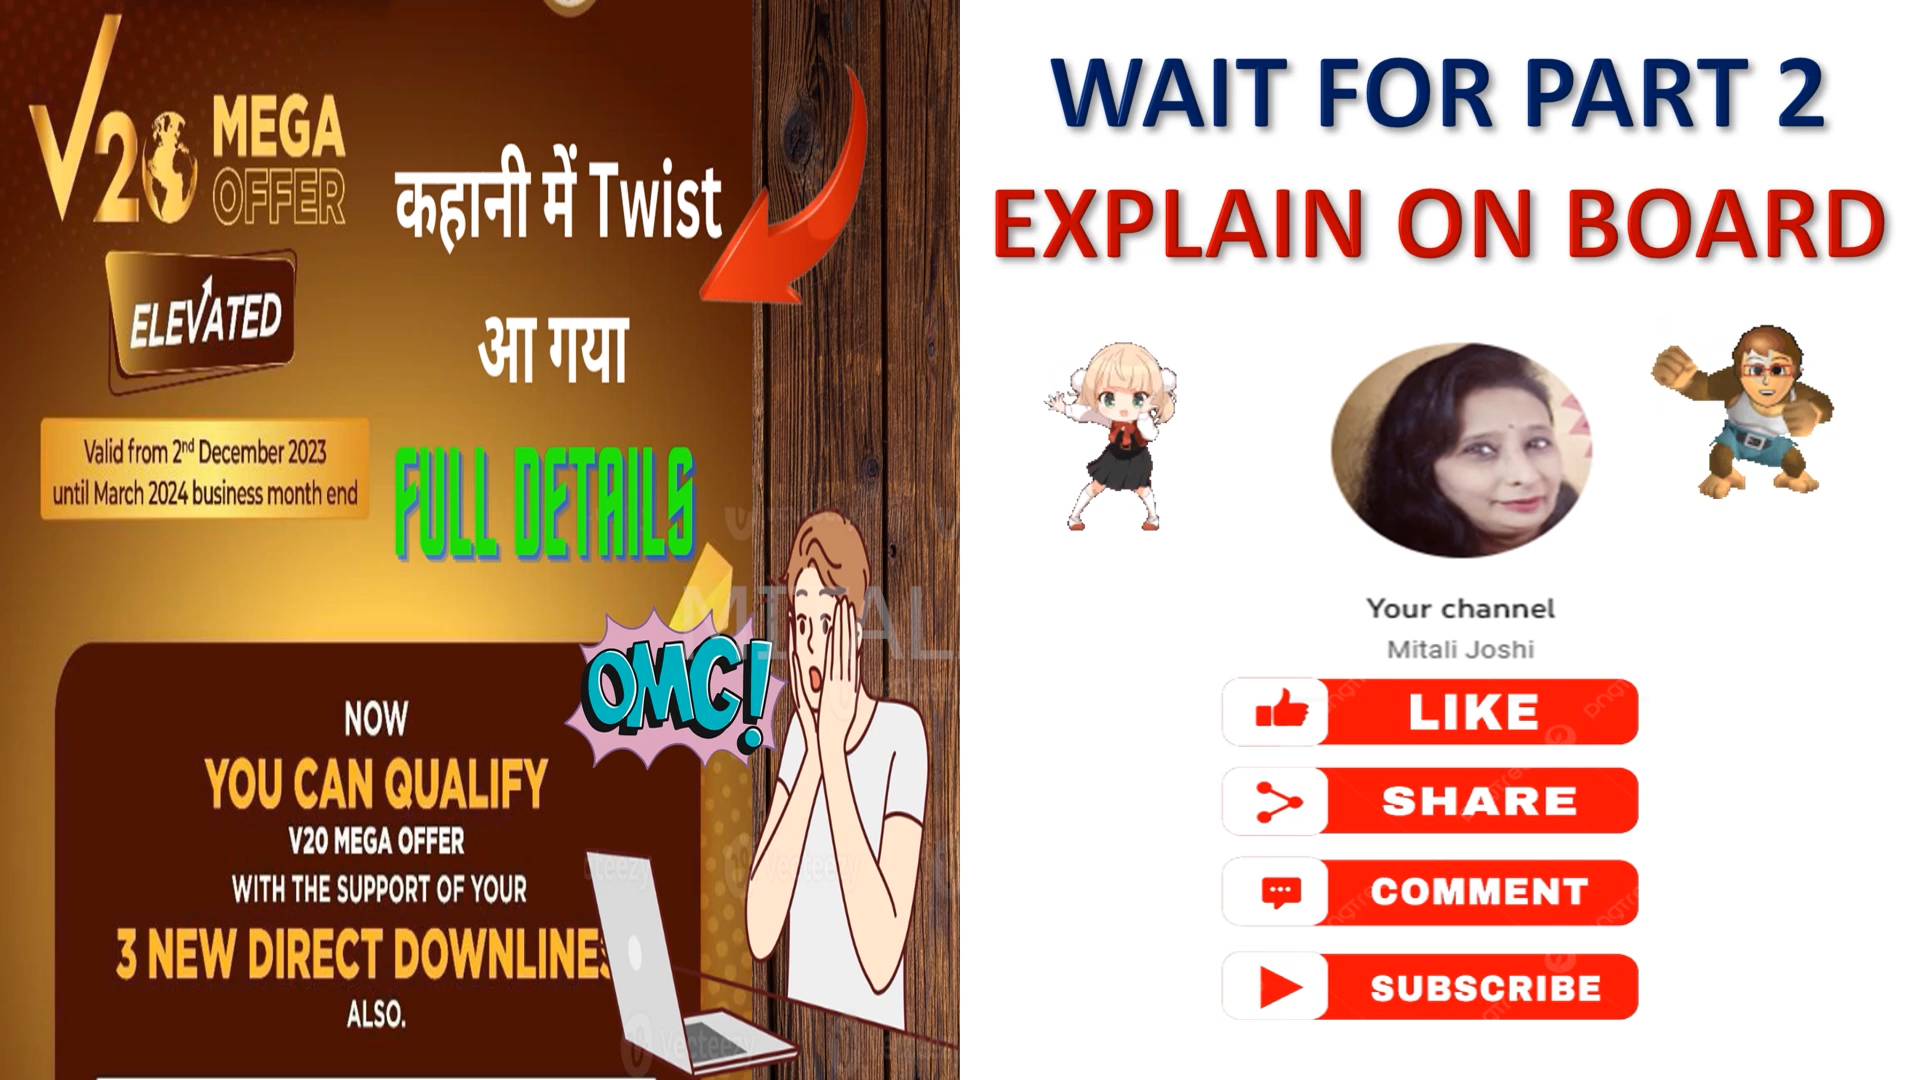 V20 MEGA
OFFER
ELEVATED
Valid from 2nd December 2023
until March 2024 business month end
कहानी में Twist
आ गया
FULL DETAILS
OMG!
NOW
YOU CAN QUALIFY
V20 MEGA OFFER
WITH THE SUPPORT OF YOUR
3 NEW DIRECT DOWNLINES
ALSO.
WAIT FOR PART 2
EXPLAIN ON BOARD
Your channel
Mitali Joshi
LIKE
SHARE
COMMENT
SUBSCRIBE
Vecteezy